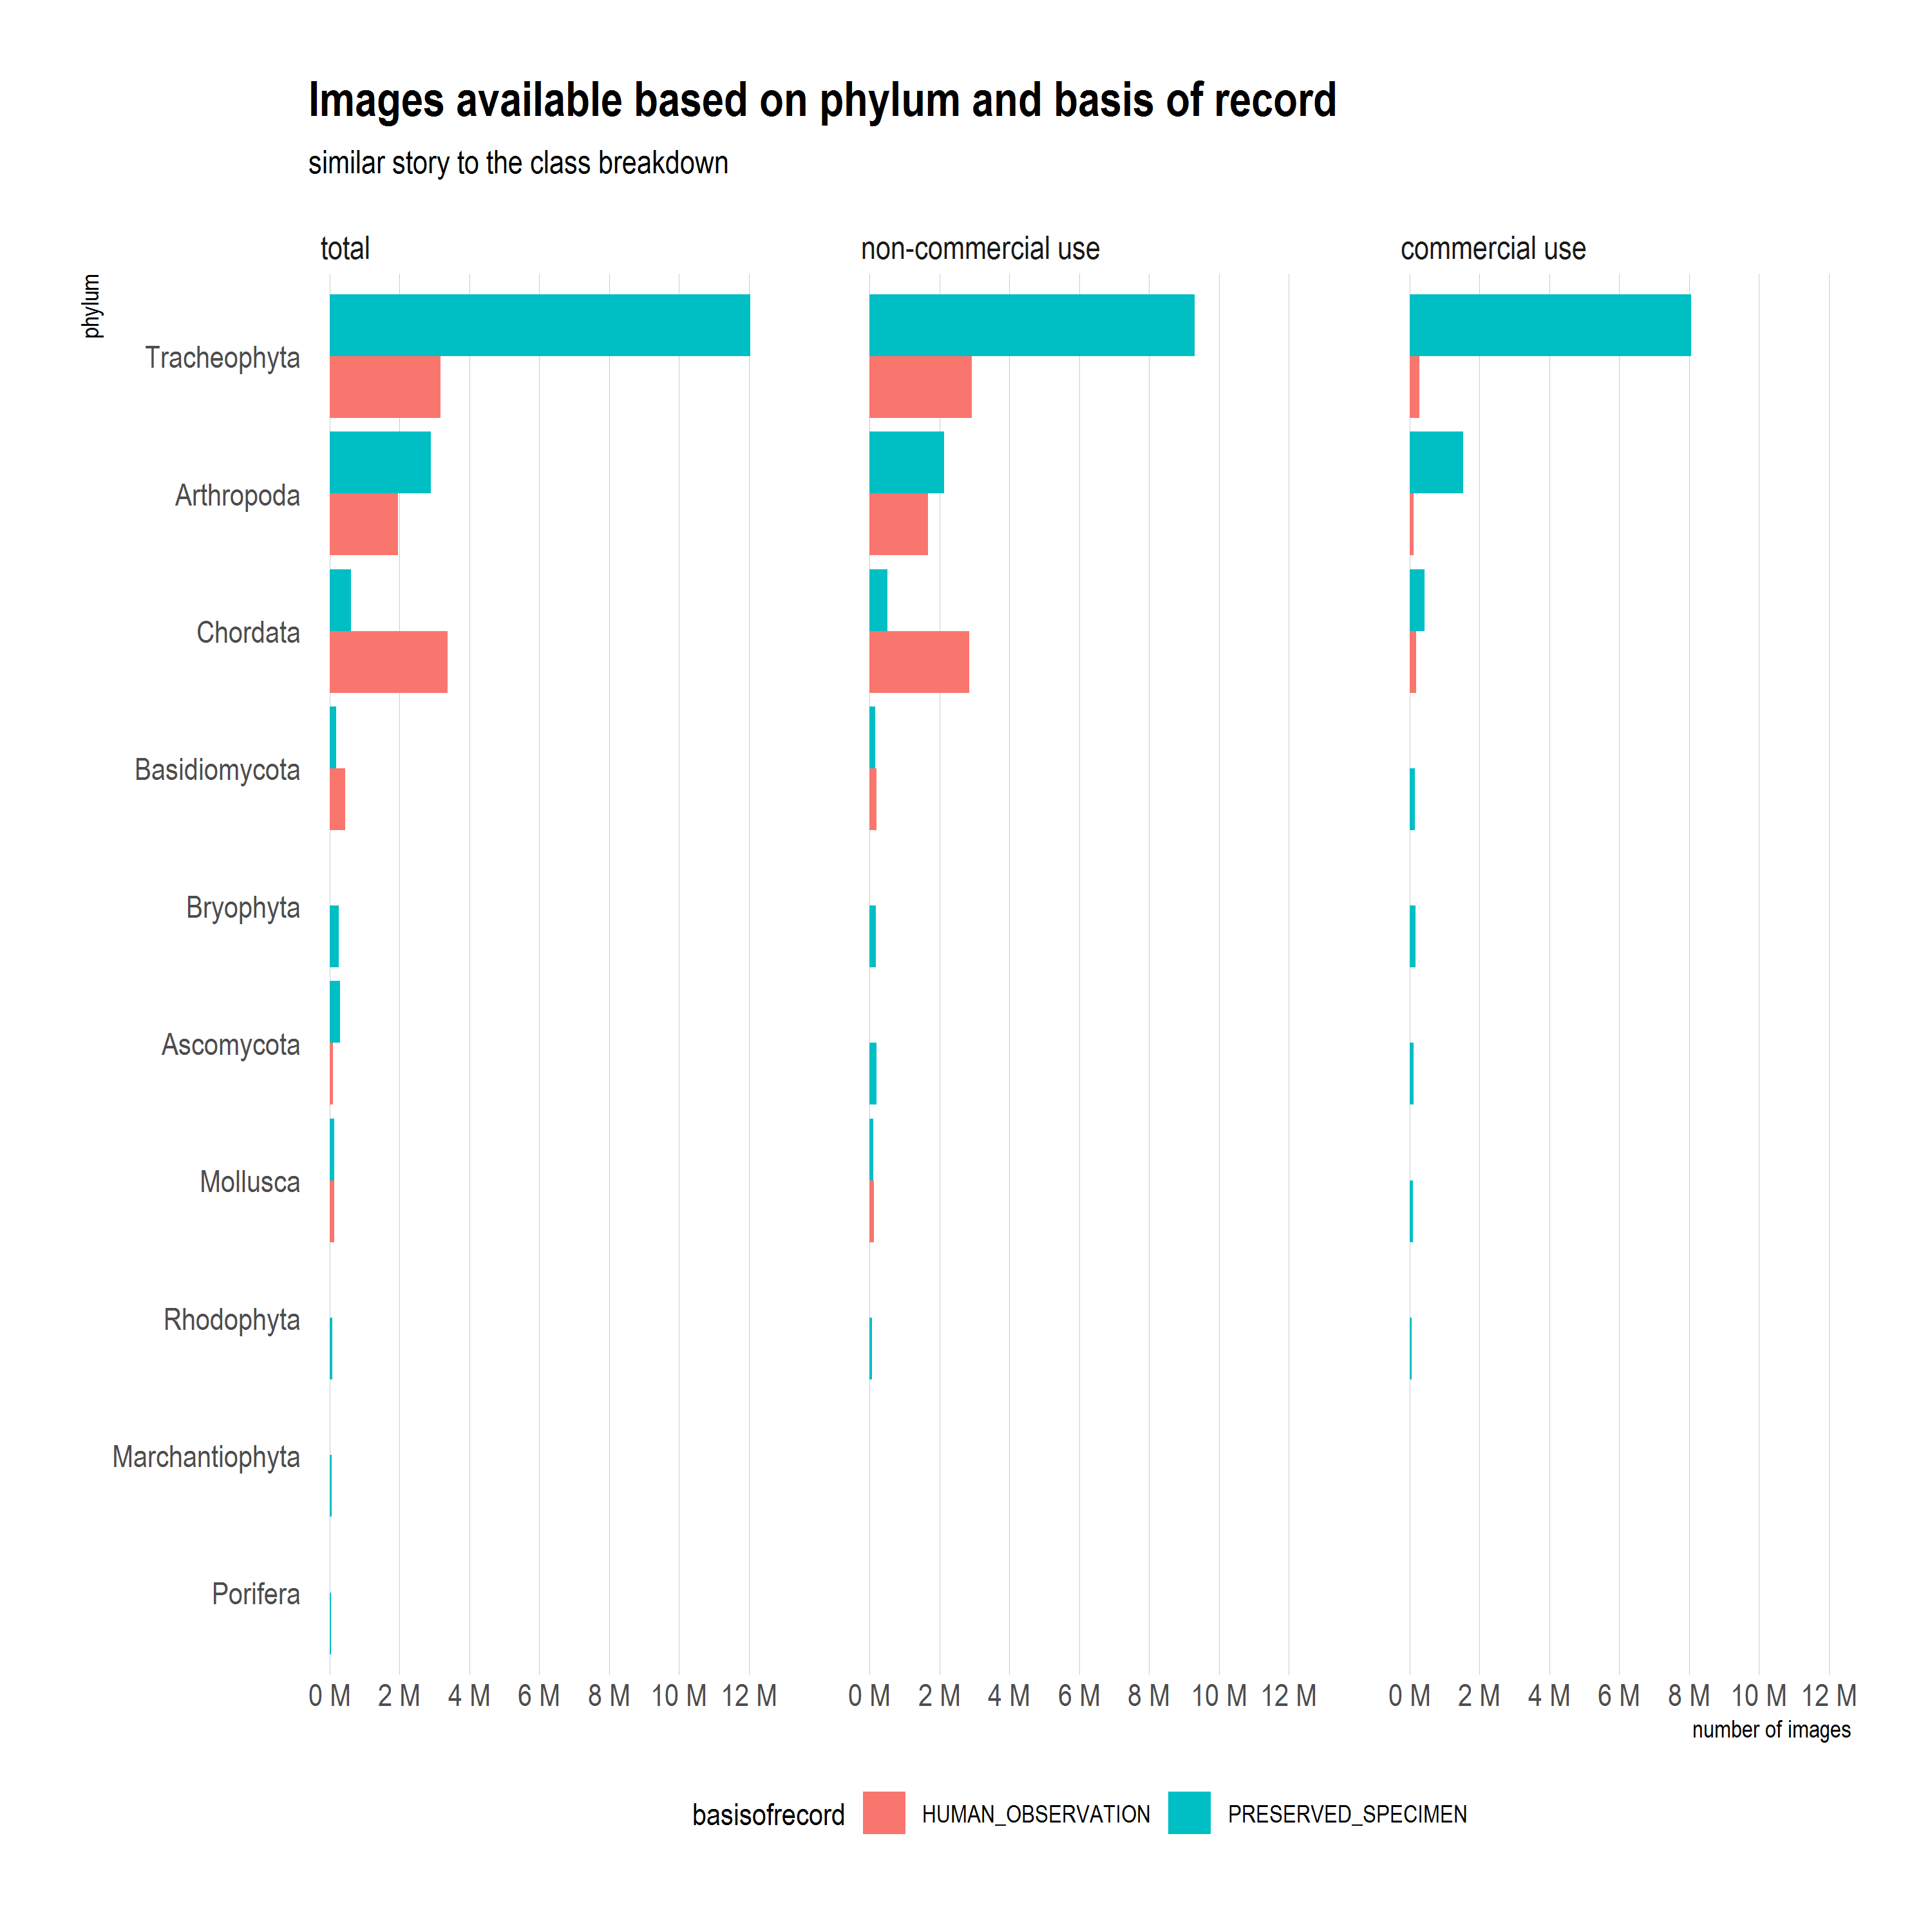 Images available based on phylum and basis of record
similar story to the class breakdown
total
non-commercial use
commercial use
phylum
Tracheophyta
Arthropoda
Chordata
Basidiomycota
Bryophyta
Ascomycota
Mollusca
Rhodophyta
Marchantiophyta
Porifera
0 M 2 M 4 M 6 M 8 M 10 M 12 M
0 M 2 M 4 M 6 M 8 M 10 M 12 M
0 M 2 M 4 M 6 M 8 M 10 M 12 M
number of images
basisofrecord HUMAN_OBSERVATION PRESERVED_SPECIMEN